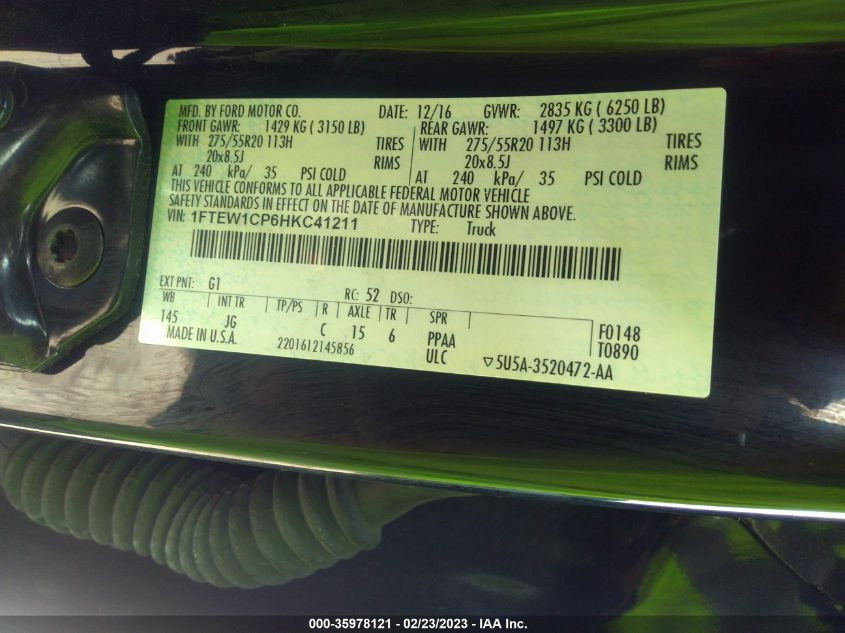 MFD. BY FORD MOTOR CO. DATE: 12/16 GVWR: 2835 KG ( 6250 LB)
FRONT GAWR: 1429 KG ( 3150 LB) REAR GAWR: 1497 KG ( 3300 LB)
WITH 275/55R20 113H TIRES WITH 275/55R20 113H TIRES
20x8.5J RIMS 20x8.5J RIMS
AT 240 kPa/ 35 PSI COLD AT 240 kPa/ 35 PSI COLD
THIS VEHICLE CONFORMS TO ALL APPLICABLE FEDERAL MOTOR VEHICLE
SAFETY STANDARDS IN EFFECT ON THE DATE OF MANUFACTURE SHOWN ABOVE.
VIN: 1FTEW1CP6HKC41211 TYPE: Truck
EXT PNT: G1 RC: 52 DSO:
WB INT TR TP/PS R AXLE TR SPR
145 JG C 15 6 PPAA F0148
MADE IN U.S.A. 2201612145856 ULC ▽5U5A-3520472-AA T0890
000-35978121 - 02/23/2023 - IAA Inc.